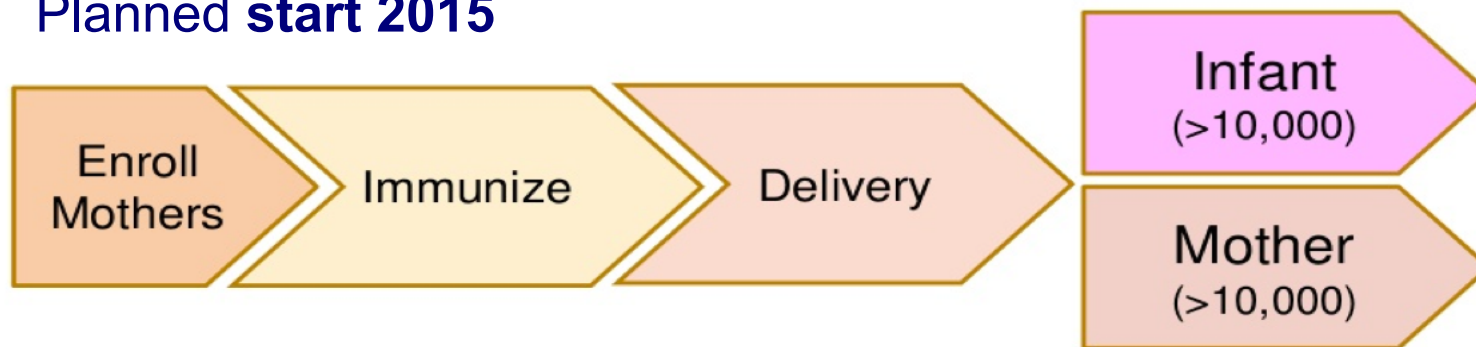 Planned start 2015
Enroll
Mothers
Immunize
Delivery
Infant
(>10,000)
Mother
(>10,000)